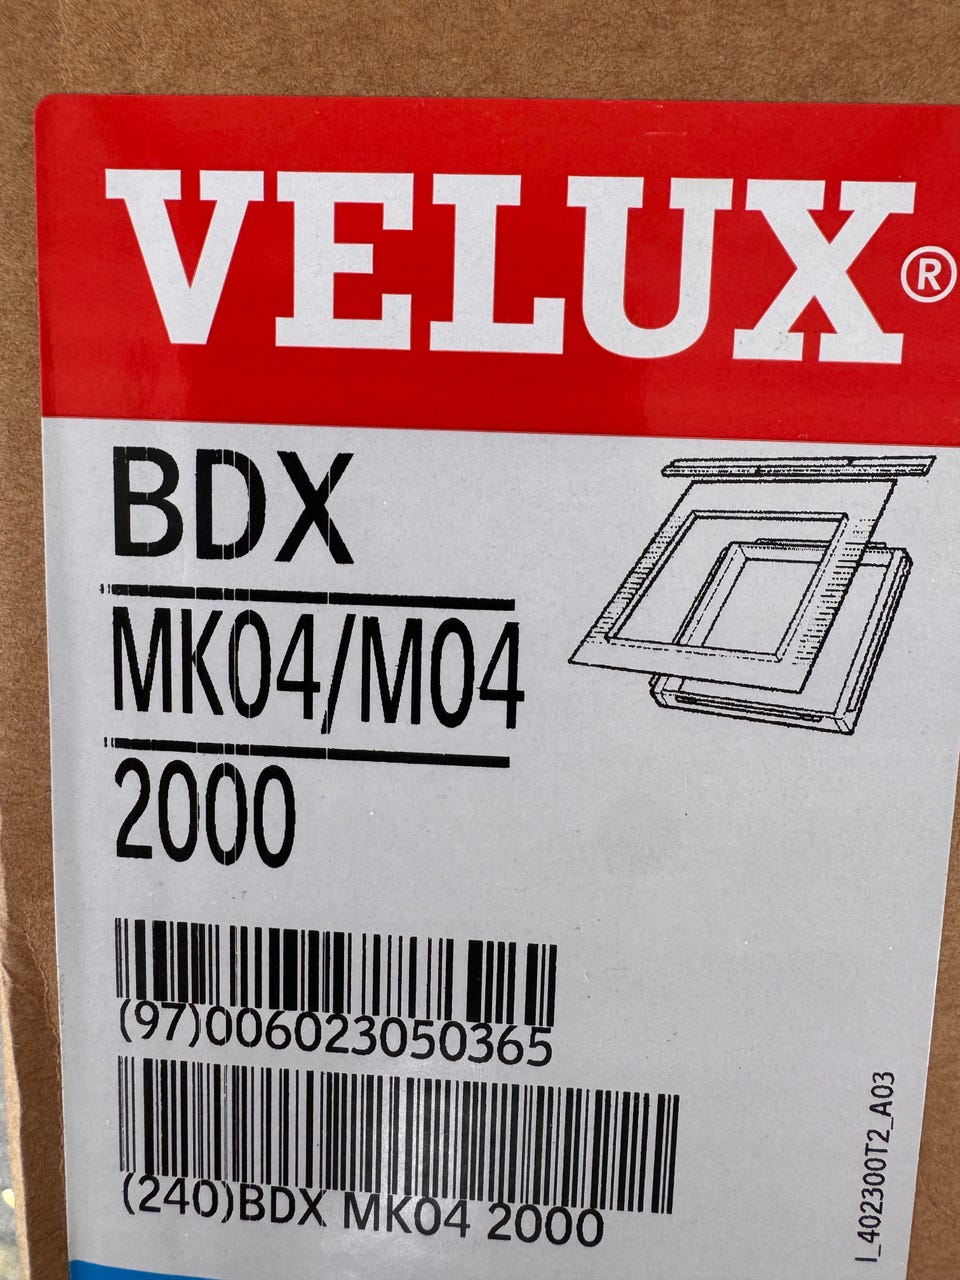 VELUX®
BDX
MK04/M04
2000
(97)006023050365
(240)BDX MK04 2000
I_402300T2_A03